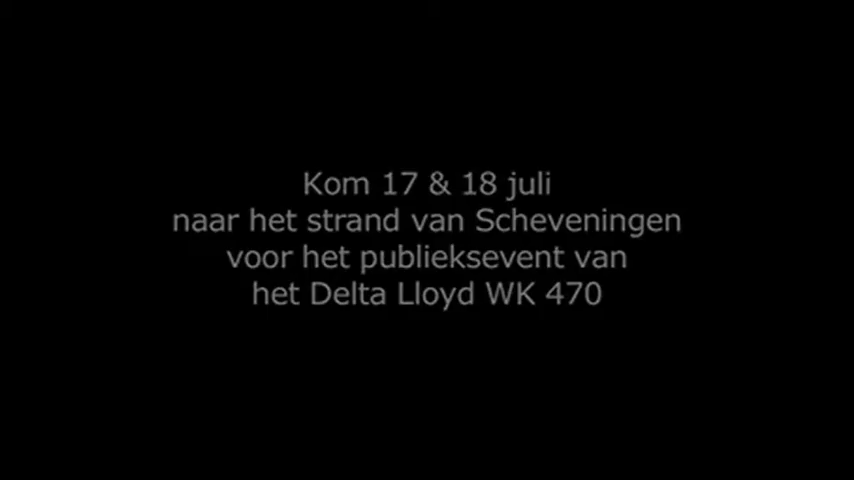 Kom 17 & 18 juli
naar het strand van Scheveningen
voor het publieksevent van
het Delta Lloyd WK 470